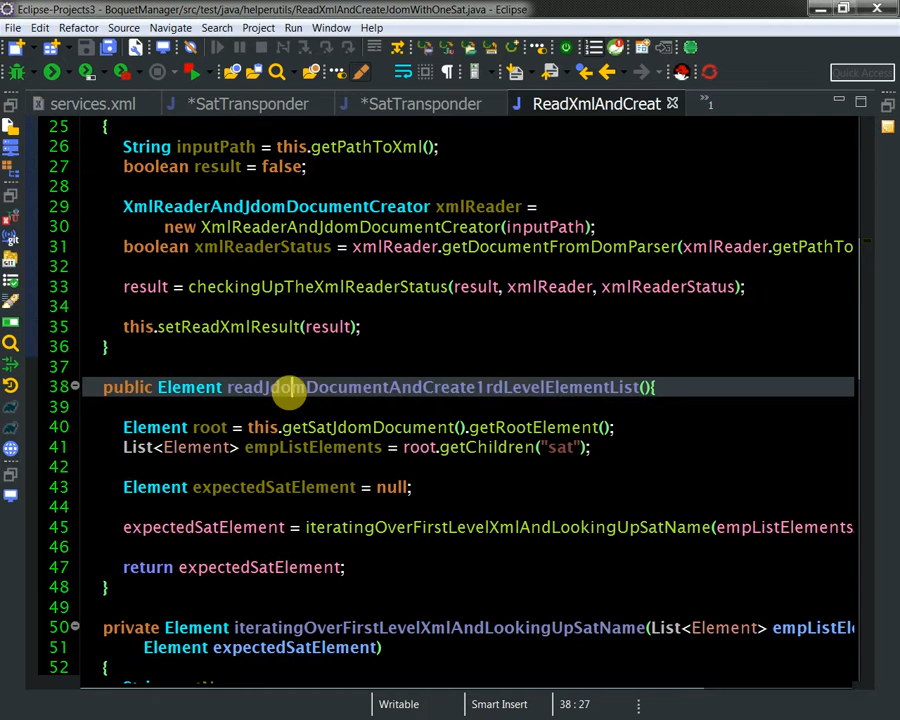 Eclipse-Projects3 - BoquetManager/src/test/java/helperutils/ReadXmlAndCreateJdomWithOneSat.java - Eclipse
File Edit Refactor Source Navigate Search Project Run Window Help
Quick Access
services.xml *SatTransponder *SatTransponder ReadXmlAndCreat »1
25 {
26 String inputPath = this.getPathToXml();
27 boolean result = false;
28
29 XmlReaderAndJdomDocumentCreator xmlReader =
30 new XmlReaderAndJdomDocumentCreator(inputPath);
31 boolean xmlReaderStatus = xmlReader.getDocumentFromDomParser(xmlReader.getPathTo
32
33 result = checkingUpTheXmlReaderStatus(result, xmlReader, xmlReaderStatus);
34
35 this.setReadXmlResult(result);
36 }
37
38 public Element readJdomDocumentAndCreate1rdLevelElementList(){
39
40 Element root = this.getSatJdomDocument().getRootElement();
41 List<Element> empListElements = root.getChildren("sat");
42
43 Element expectedSatElement = null;
44
45 expectedSatElement = iteratingOverFirstLevelXmlAndLookingUpSatName(empListElements
46
47 return expectedSatElement;
48 }
49
50 private Element iteratingOverFirstLevelXmlAndLookingUpSatName(List<Element> empListEl
51 Element expectedSatElement)
52 {
Writable Smart Insert 38 : 27